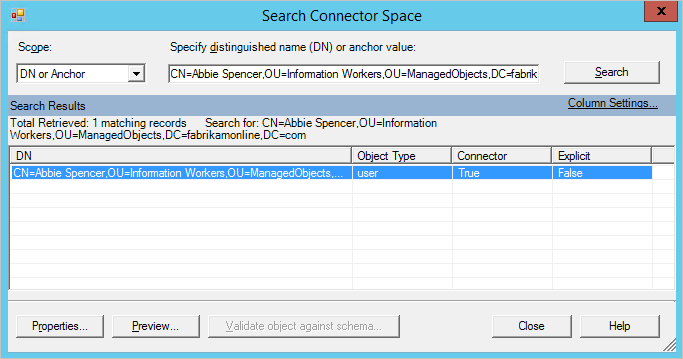 Search Connector Space
Scope:
Specify distinguished name (DN) or anchor value:
DN or Anchor
CN=Abbie Spencer,OU=Information Workers,OU=ManagedObjects,DC=fabrik
Search
Search Results
Column Settings...
Total Retrieved: 1 matching records Search for: CN=Abbie Spencer,OU=Information
Workers,OU=ManagedObjects,DC=fabrikamonline,DC=com
DN Object Type Connector Explicit
CN=Abbie Spencer,OU=Information Workers,OU=ManagedObjects,... user True False
Properties... Preview... Validate object against schema... Close Help